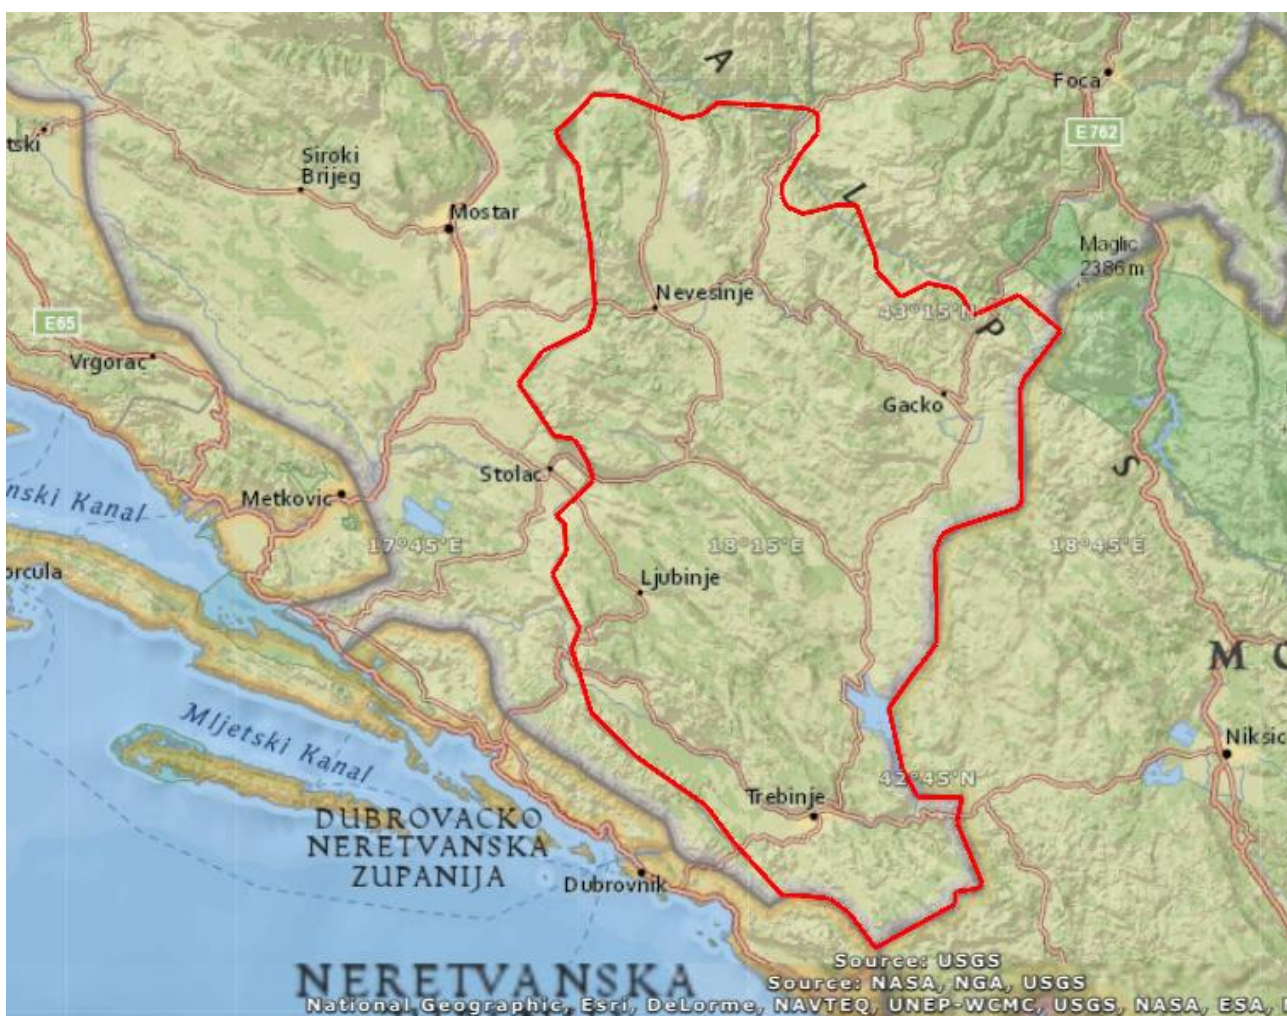 A
Foca
E762
tski
Siroki
Brijeg
Mostar
L
Maglic
2386 m
Nevesinje
43°15'N
P
E65
Vrgorac
Gacko
Stolac
S
Metkovic
nski Kanal
17°45'E
18°15'E
18°45'E
orcula
Ljubinje
M O
Mljetski Kanal
Niksic
42°45'N
Trebinje
DUBROVACKO
NERETVANSKA
ZUPANIJA
Dubrovnik
Source: USGS
NERETVANSKA
Source: NASA, NGA, USGS
National Geographic, Esri, DeLorme, NAVTEQ, UNEP-WCMC, USGS, NASA, ESA,